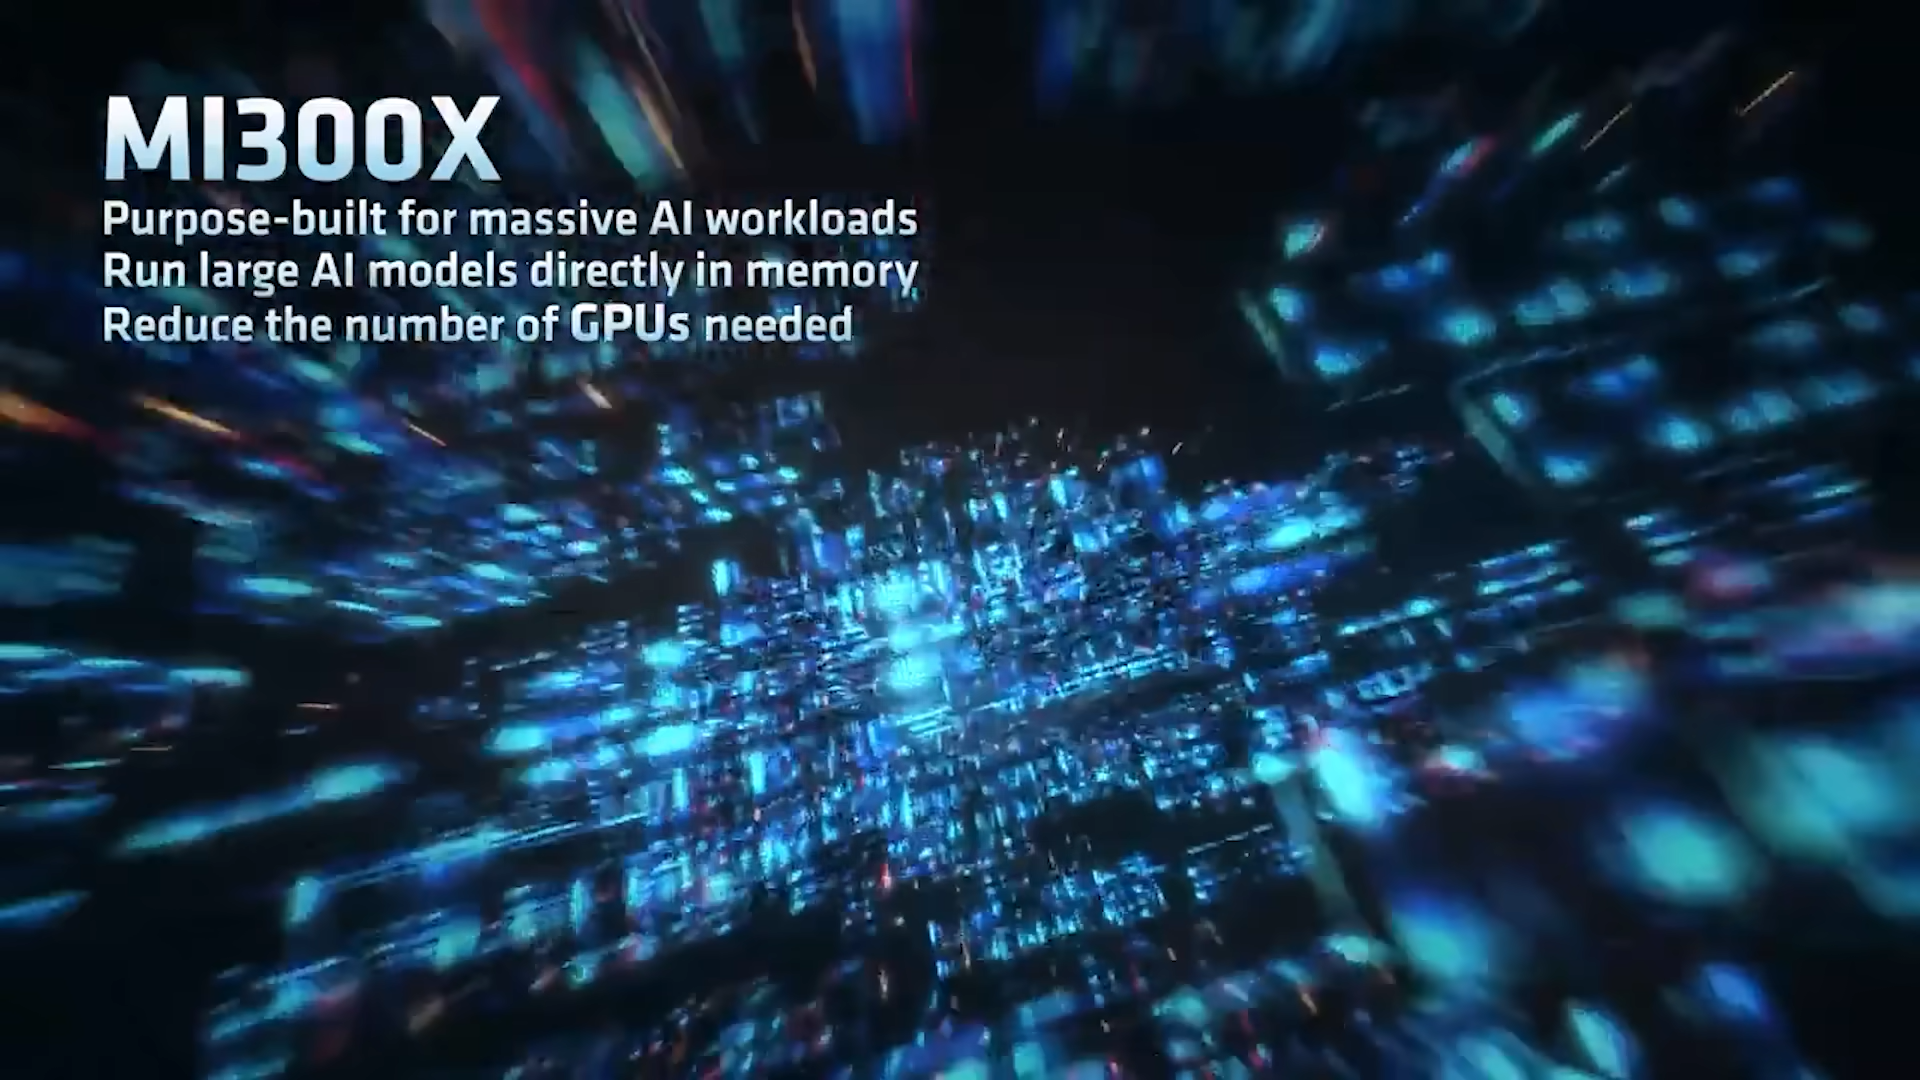 MI300X
Purpose-built for massive AI workloads
Run large AI models directly in memory
Reduce the number of GPUs needed